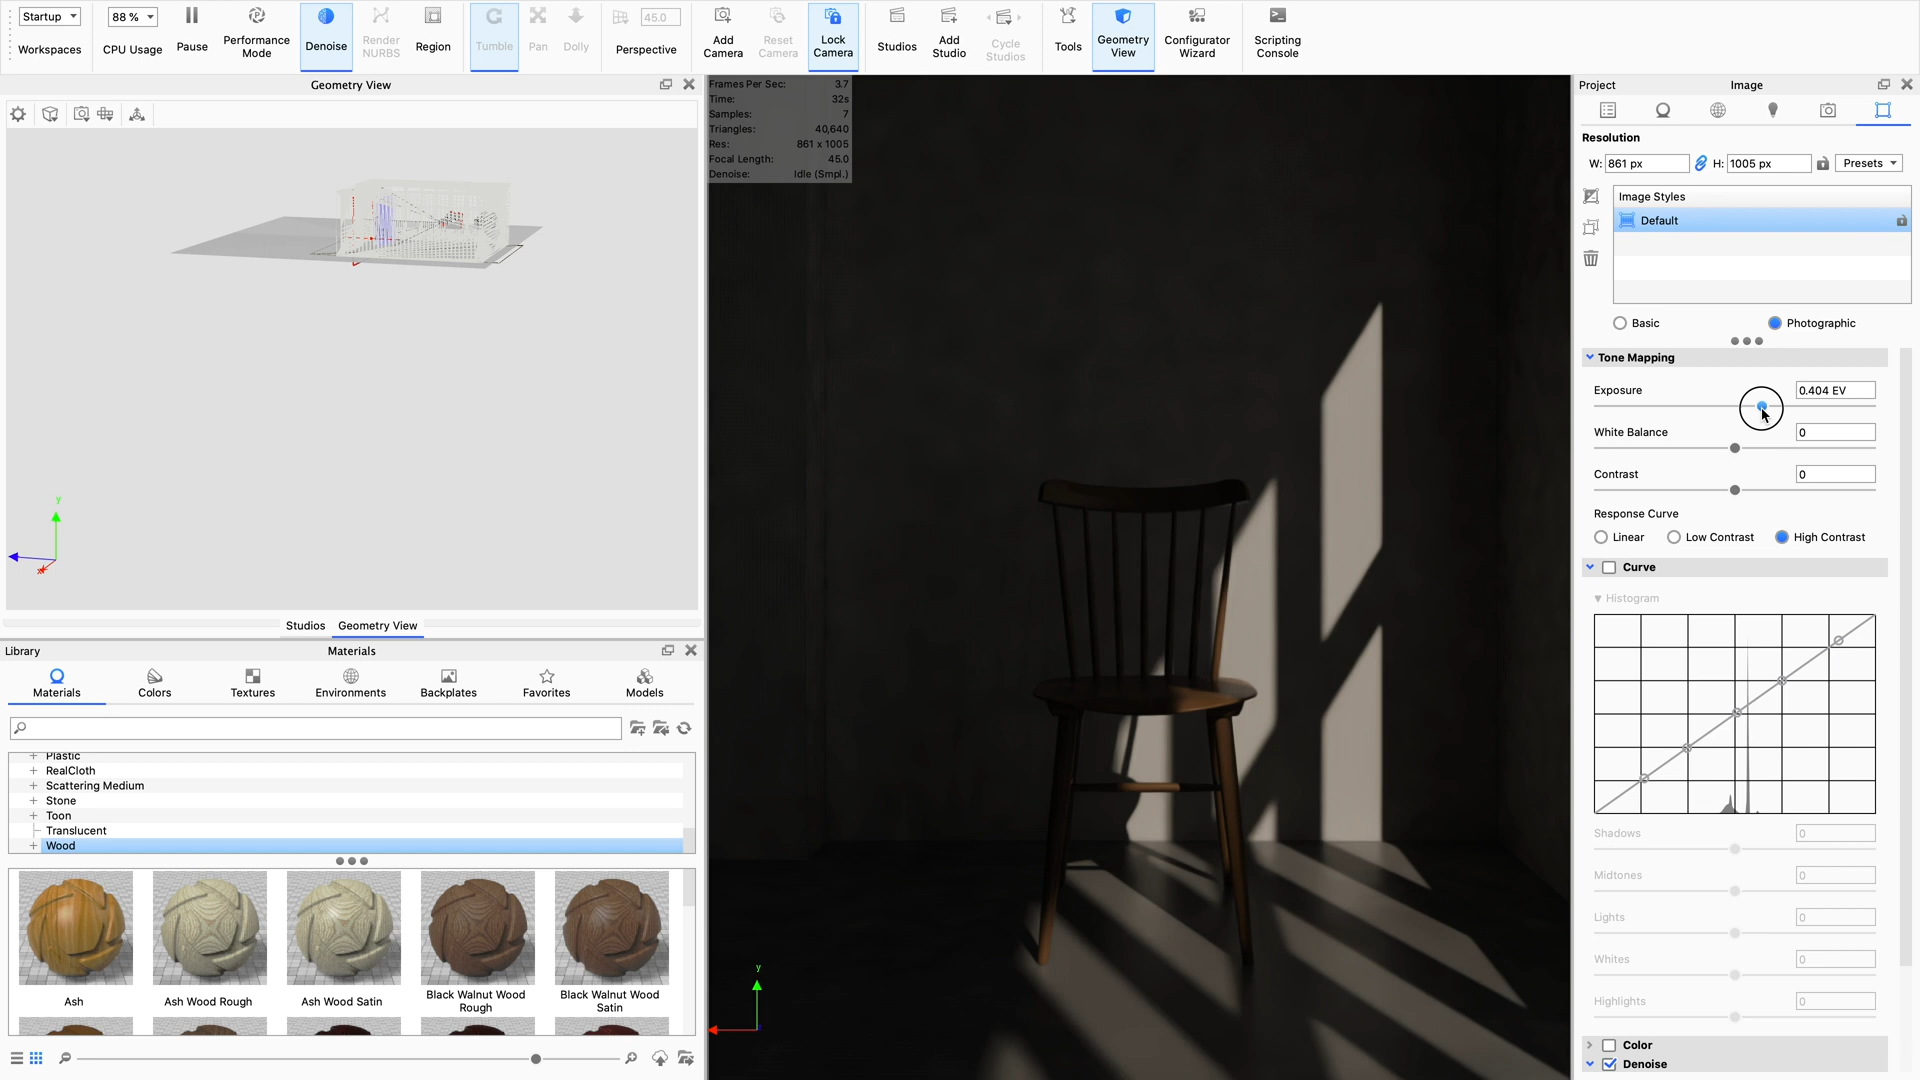 Startup
Workspaces
88 %
CPU Usage
Pause
Performance
Mode
Denoise
Render
NURBS
Region
Tumble
Pan
Dolly
45.0
Perspective
Add
Camera
Reset
Camera
Lock
Camera
Studios
Add
Studio
Cycle
Studios
Tools
Geometry
View
Configurator
Wizard
Scripting
Console
Geometry View
y
x
Studios
Geometry View
Library
Materials
Materials
Colors
Textures
Environments
Backplates
Favorites
Models
Plastic
RealCloth
Scattering Medium
Stone
Toon
Translucent
Wood
Ash
Ash Wood Rough
Ash Wood Satin
Black Walnut Wood
Rough
Black Walnut Wood
Satin
Frames Per Sec: 3.7
Time: 32s
Samples: 7
Triangles: 40,640
Res: 861 x 1005
Focal Length: 45.0
Denoise: Idle (Smpl.)
y
Project
Image
Resolution
W: 861 px
H: 1005 px
Presets
Image Styles
Default
Basic
Photographic
Tone Mapping
Exposure
0.404 EV
White Balance
0
Contrast
0
Response Curve
Linear
Low Contrast
High Contrast
Curve
Histogram
Shadows
0
Midtones
0
Lights
0
Whites
0
Highlights
0
Color
Denoise